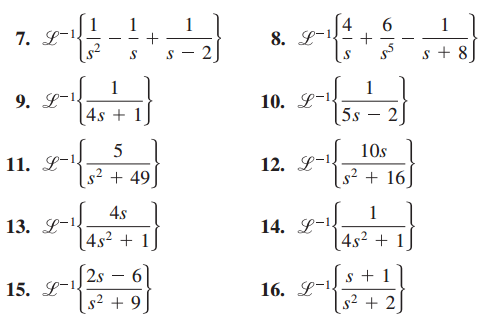 7. ℒ⁻¹{1/s² − 1/s + 1/(s − 2)} 8. ℒ⁻¹{4/s + 6/s⁵ − 1/(s + 8)}
9. ℒ⁻¹{1/(4s + 1)} 10. ℒ⁻¹{1/(5s − 2)}
11. ℒ⁻¹{5/(s² + 49)} 12. ℒ⁻¹{10s/(s² + 16)}
13. ℒ⁻¹{4s/(4s² + 1)} 14. ℒ⁻¹{1/(4s² + 1)}
15. ℒ⁻¹{(2s − 6)/(s² + 9)} 16. ℒ⁻¹{(s + 1)/(s² + 2)}